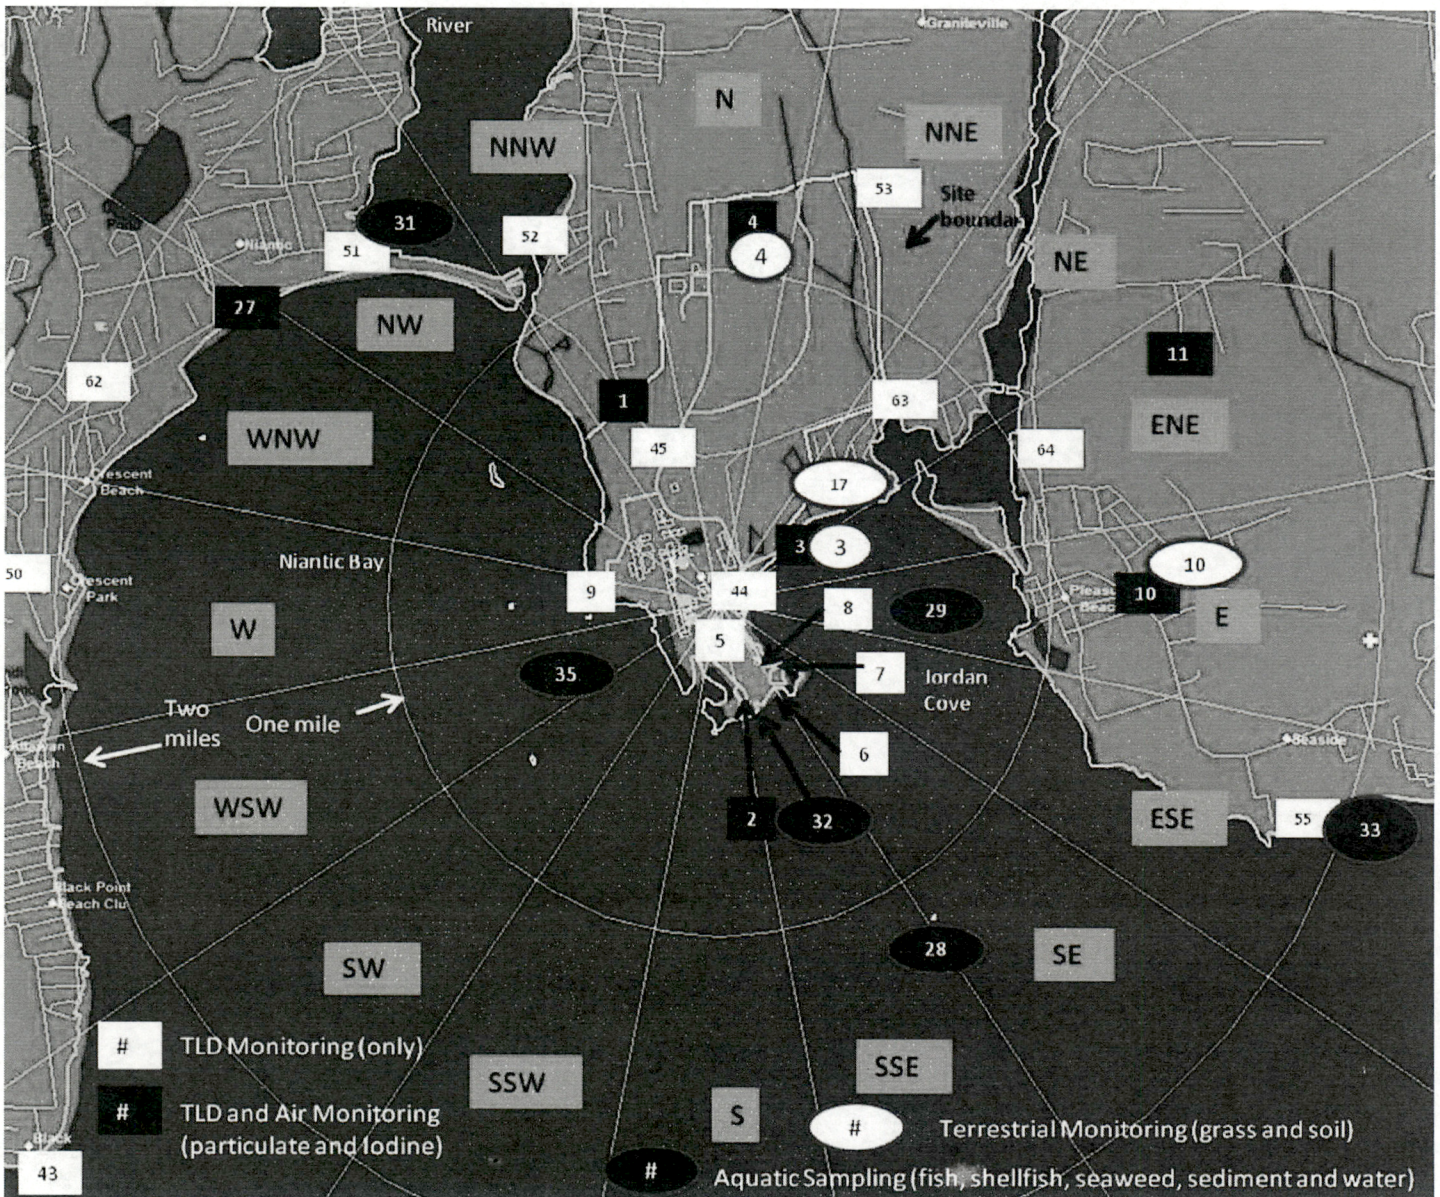 River
Graniteville
N
NNE
NNW
53
Site
4
31
52
51
Niantic
4
NE
27
NW
11
62
1
63
WNW
ENE
45
64
Crescent
Beach
17
3
3
Niantic Bay
10
50
Crescent
Park
9
44
10
8
29
W
E
5
35
7
Jordan
Cove
Two
miles
One mile
6
Beach
WSW
2
32
ESE
55
33
Black Point
Beach Clu
28
SE
SW
# TLD Monitoring (only)
SSW
SSE
# TLD and Air Monitoring
(particulate and Iodine)
S
# Terrestrial Monitoring (grass and soil)
Black
43
# Aquatic Sampling (fish, shellfish, seaweed, sediment and water)
Seaside